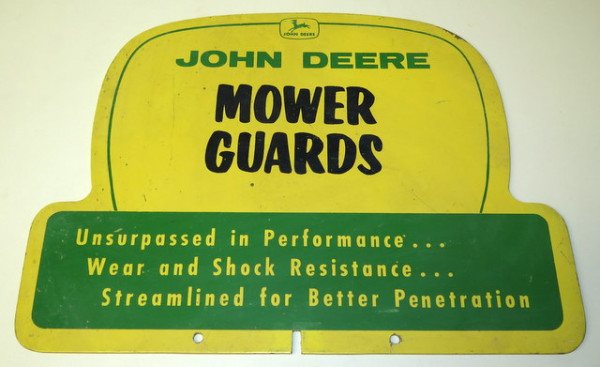 JOHN DEERE
JOHN DEERE
MOWER
GUARDS
Unsurpassed in Performance...
Wear and Shock Resistance...
Streamlined for Better Penetration